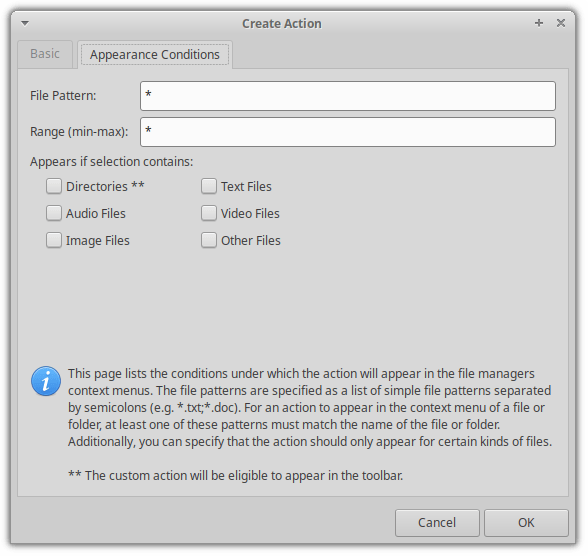 Create Action
Basic
Appearance Conditions
File Pattern: *
Range (min-max): *
Appears if selection contains:
Directories ** Text Files
Audio Files Video Files
Image Files Other Files
This page lists the conditions under which the action will appear in the file managers
context menus. The file patterns are specified as a list of simple file patterns separated
by semicolons (e.g. *.txt;*.doc). For an action to appear in the context menu of a file or
folder, at least one of these patterns must match the name of the file or folder.
Additionally, you can specify that the action should only appear for certain kinds of files.
** The custom action will be eligible to appear in the toolbar.
Cancel OK